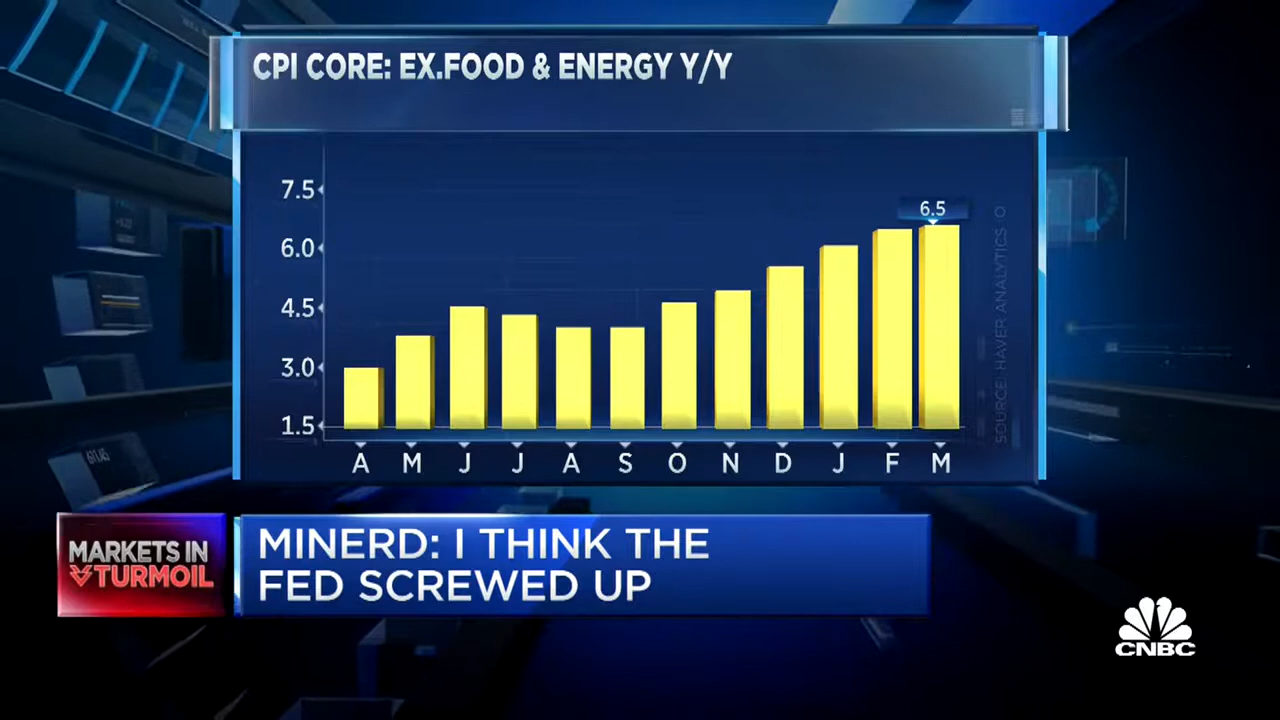 CPI CORE: EX.FOOD & ENERGY Y/Y
7.5
6.0
4.5
3.0
1.5
6.5
A M J J A S O N D J F M
SOURCE: HAVER ANALYTICS
MINERD: I THINK THE
FED SCREWED UP
MARKETS IN
TURMOIL
CNBC